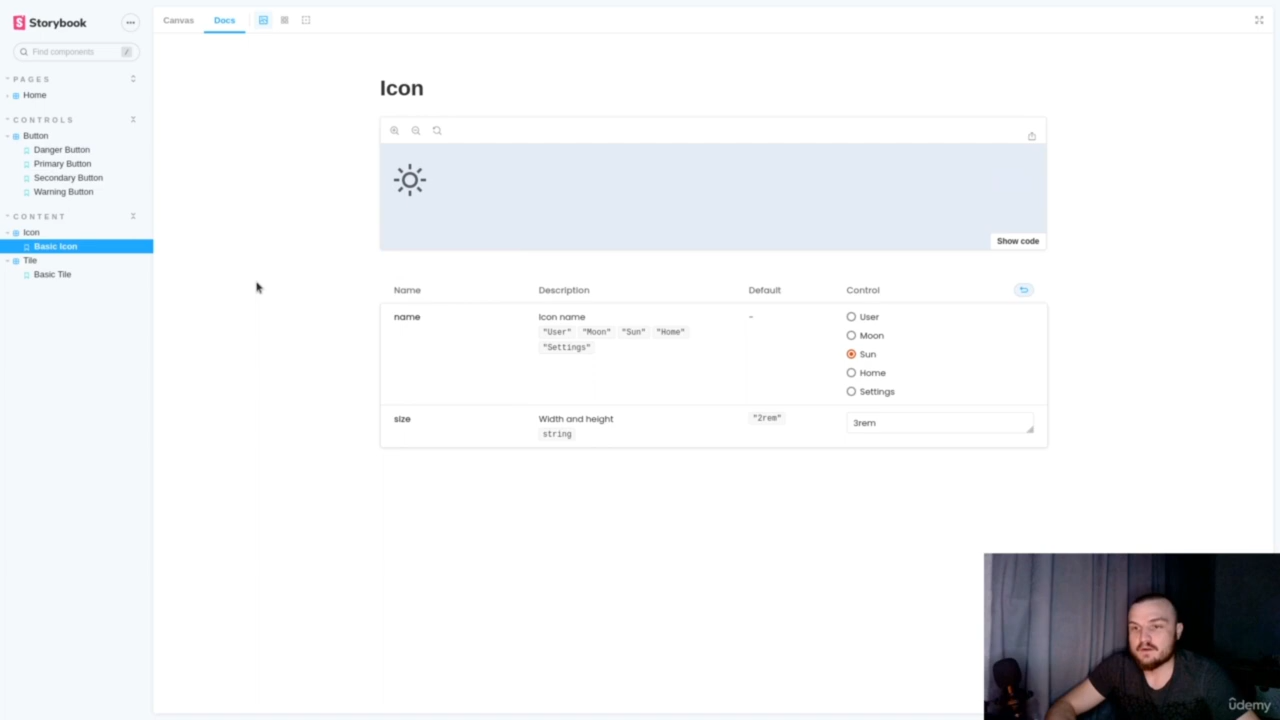 Storybook
Canvas
Docs
Find components
/
PAGES
Home
CONTROLS
Button
Danger Button
Primary Button
Secondary Button
Warning Button
CONTENT
Icon
Basic Icon
Tile
Basic Tile
Icon
Show code
Name Description Default Control
name Icon name - User
"User" "Moon" "Sun" "Home" Moon
"Settings" Sun
Home
Settings
size Width and height "2rem" 3rem
string
ûdemy